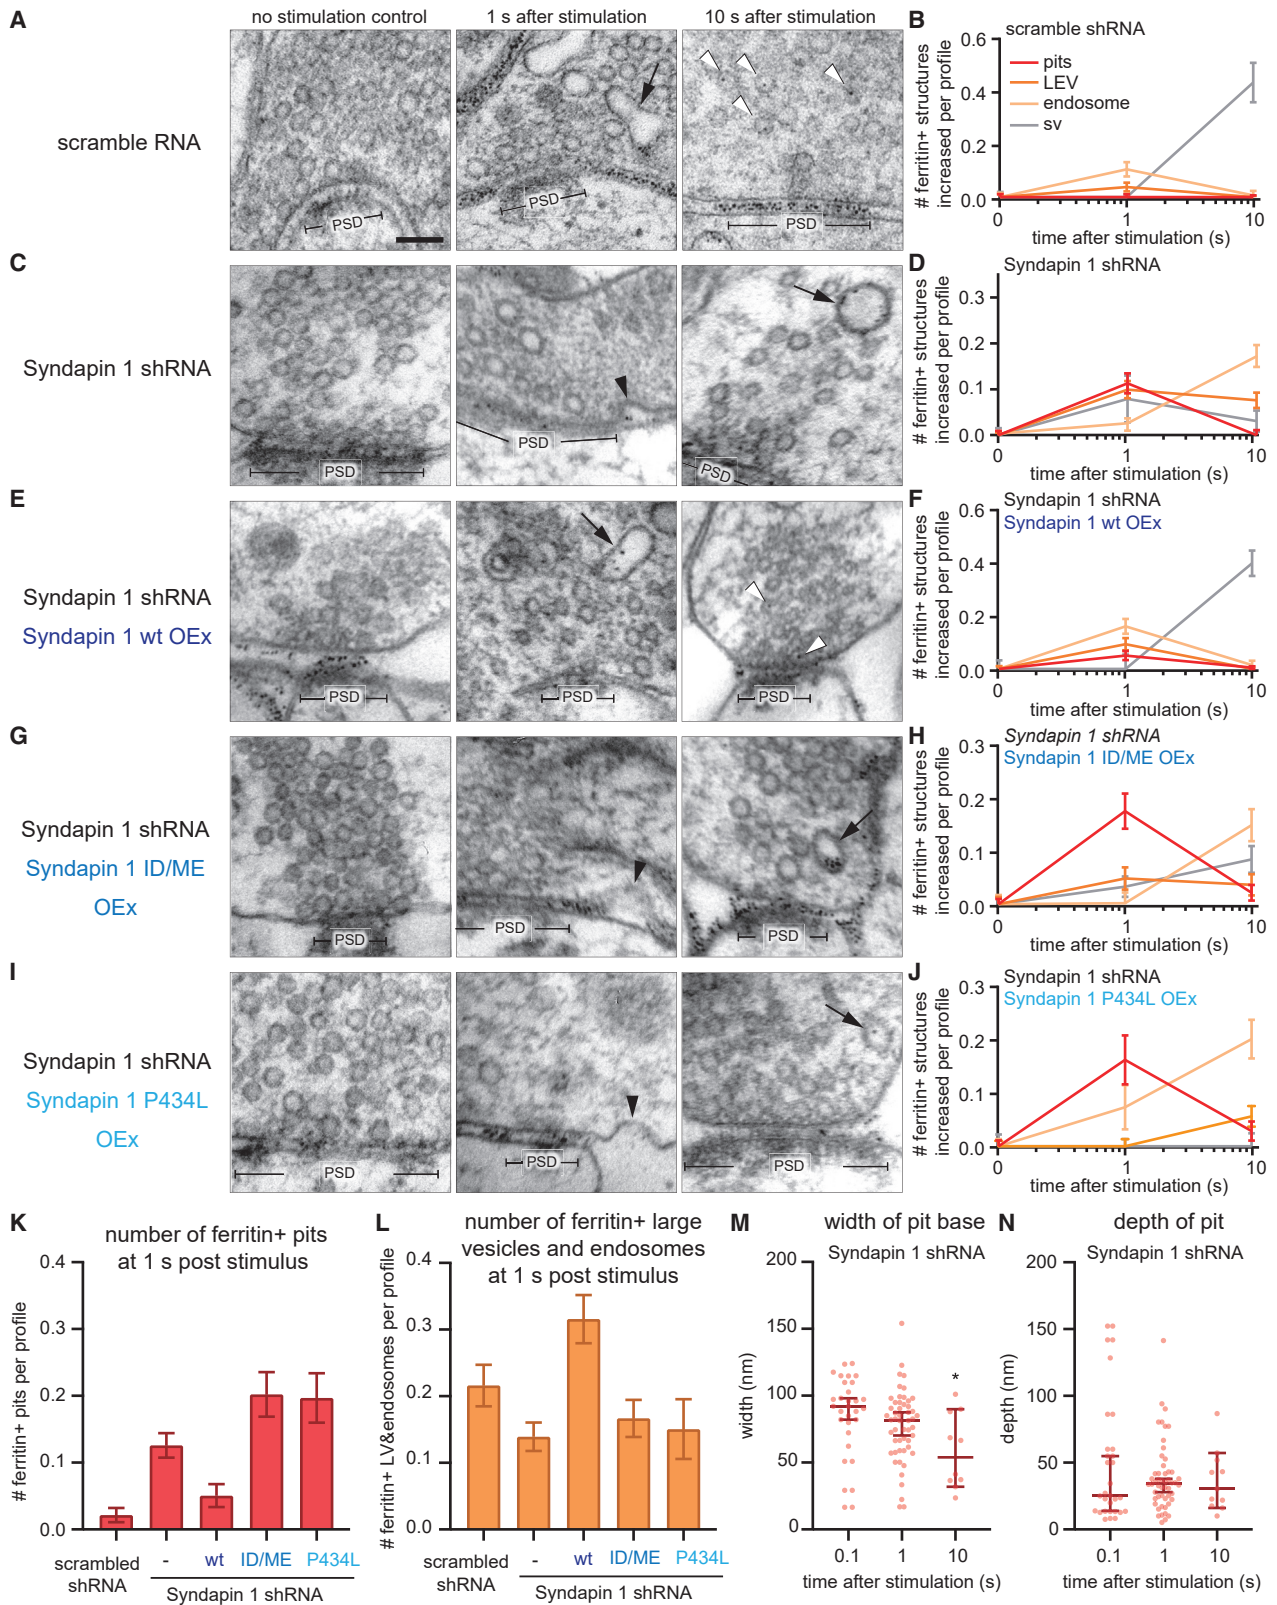 A
no stimulation control
1 s after stimulation
10 s after stimulation
scramble RNA
PSD
PSD
PSD
B
scramble shRNA
pits
LEV
endosome
sv
# ferritin+ structures
increased per profile
0.6
0.4
0.2
0.0
0
1
10
time after stimulation (s)
C
Syndapin 1 shRNA
PSD
PSD
PSD
D
Syndapin 1 shRNA
# ferritin+ structures
increased per profile
0.3
0.2
0.1
0.0
0
1
10
time after stimulation (s)
E
Syndapin 1 shRNA
Syndapin 1 wt OEx
PSD
PSD
PSD
F
Syndapin 1 shRNA
Syndapin 1 wt OEx
# ferritin+ structures
increased per profile
0.6
0.4
0.2
0.0
0
1
10
time after stimulation (s)
G
Syndapin 1 shRNA
Syndapin 1 ID/ME
OEx
PSD
PSD
PSD
H
Syndapin 1 shRNA
Syndapin 1 ID/ME OEx
# ferritin+ structures
increased per profile
0.3
0.2
0.1
0.0
0
1
10
time after stimulation (s)
I
Syndapin 1 shRNA
Syndapin 1 P434L
OEx
PSD
PSD
PSD
J
Syndapin 1 shRNA
Syndapin 1 P434L OEx
# ferritin+ structures
increased per profile
0.3
0.2
0.1
0.0
0
1
10
time after stimulation (s)
K
number of ferritin+ pits
at 1 s post stimulus
# ferritin+ pits per profile
0.4
0.3
0.2
0.1
0.0
scrambled
shRNA
-
wt
ID/ME
P434L
Syndapin 1 shRNA
L
number of ferritin+ large
vesicles and endosomes
at 1 s post stimulus
# ferritin+ LV&endosomes per profile
0.4
0.3
0.2
0.1
0.0
scrambled
shRNA
-
wt
ID/ME
P434L
Syndapin 1 shRNA
M
width of pit base
Syndapin 1 shRNA
width (nm)
200
150
100
50
0
*
0.1
1
10
time after stimulation (s)
N
depth of pit
Syndapin 1 shRNA
depth (nm)
200
150
100
50
0
0.1
1
10
time after stimulation (s)